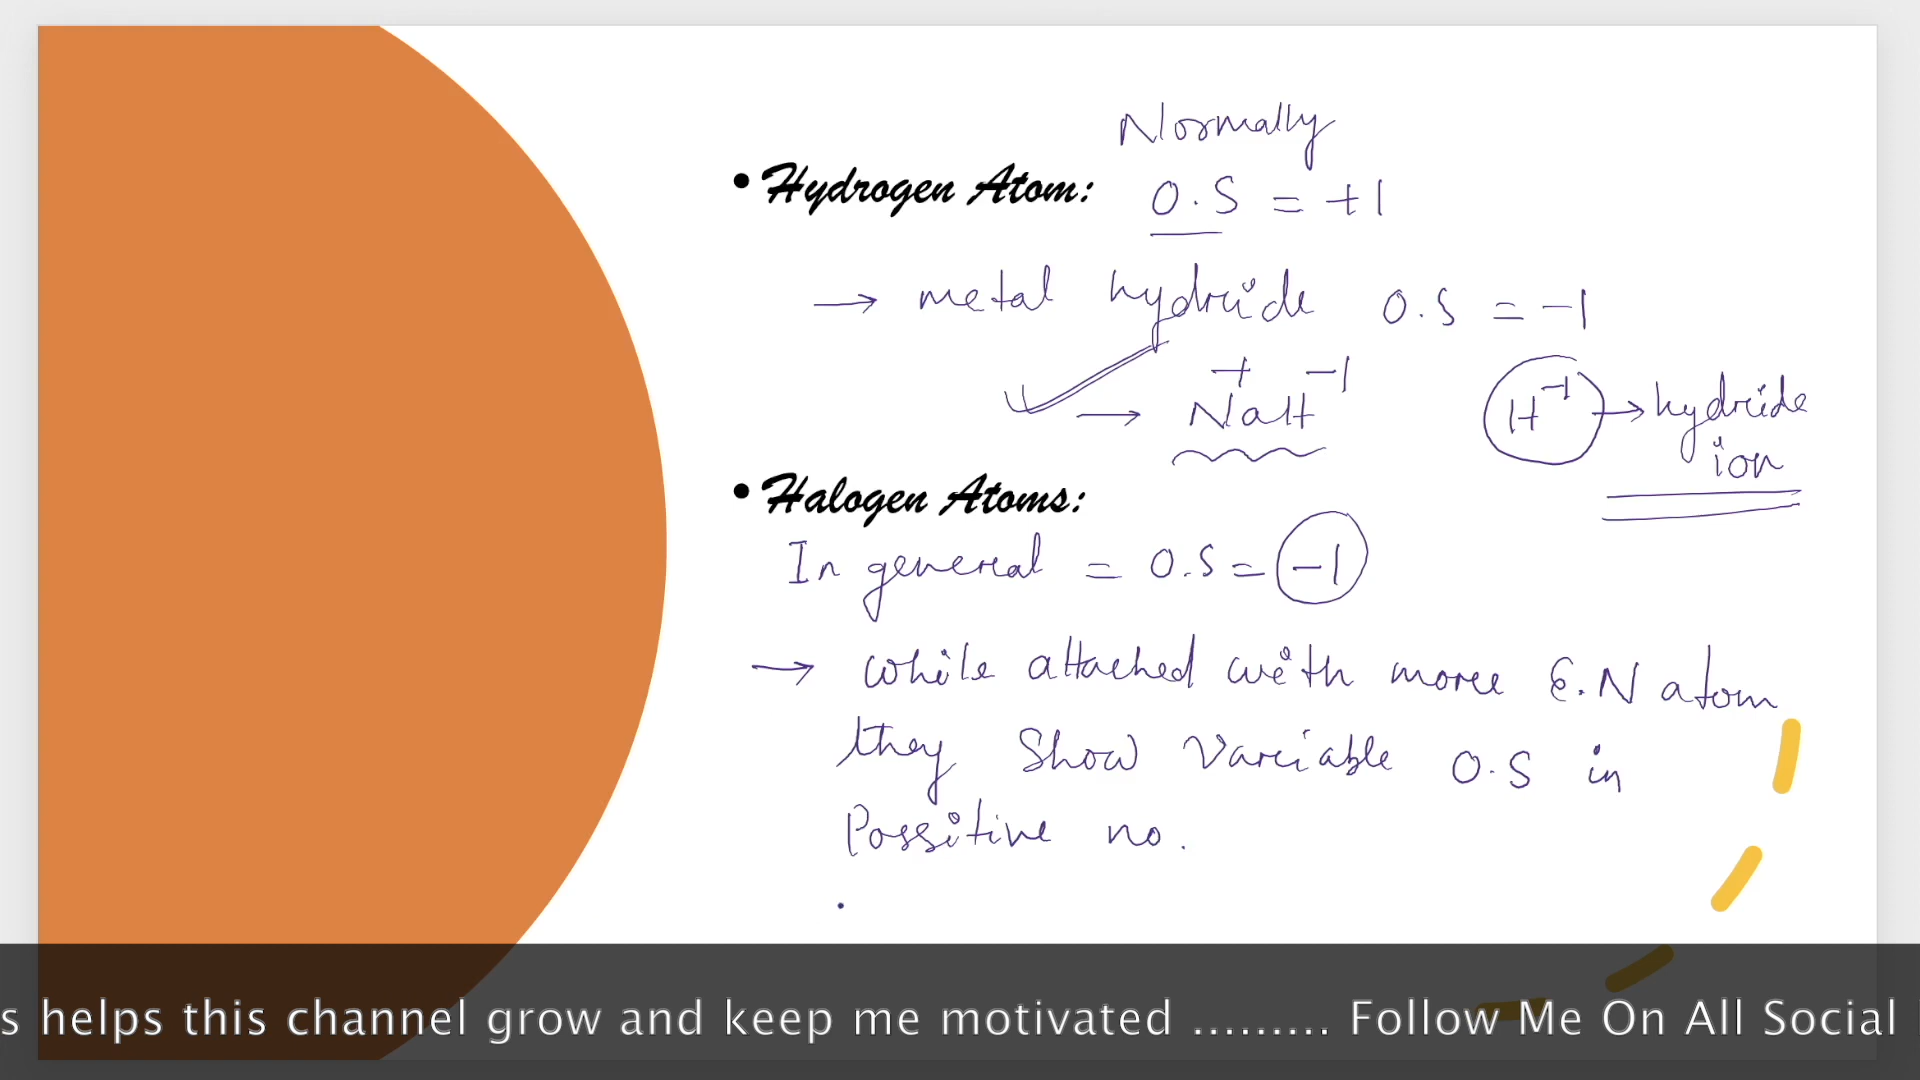 Normally
• Hydrogen Atom: O.S = +1
→ metal hydride O.S = -1
+ -1
→ NaH H⁻¹ → hydride
ion
• Halogen Atoms:
In general = O.S = -1
→ while attached with more E.N atom
they Show Variable O.S in
Possitive no.
s helps this channel grow and keep me motivated ......... Follow Me On All Social